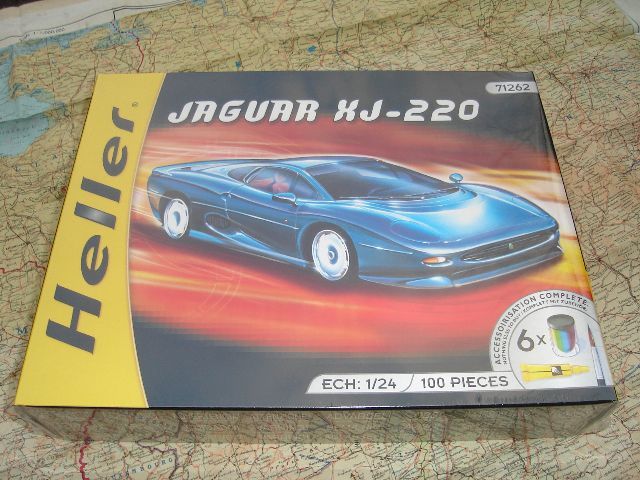 71262
JAGUAR XJ-220
Heller
ACCESSOIRISATION COMPLETE
6x
ECH: 1/24
100 PIECES